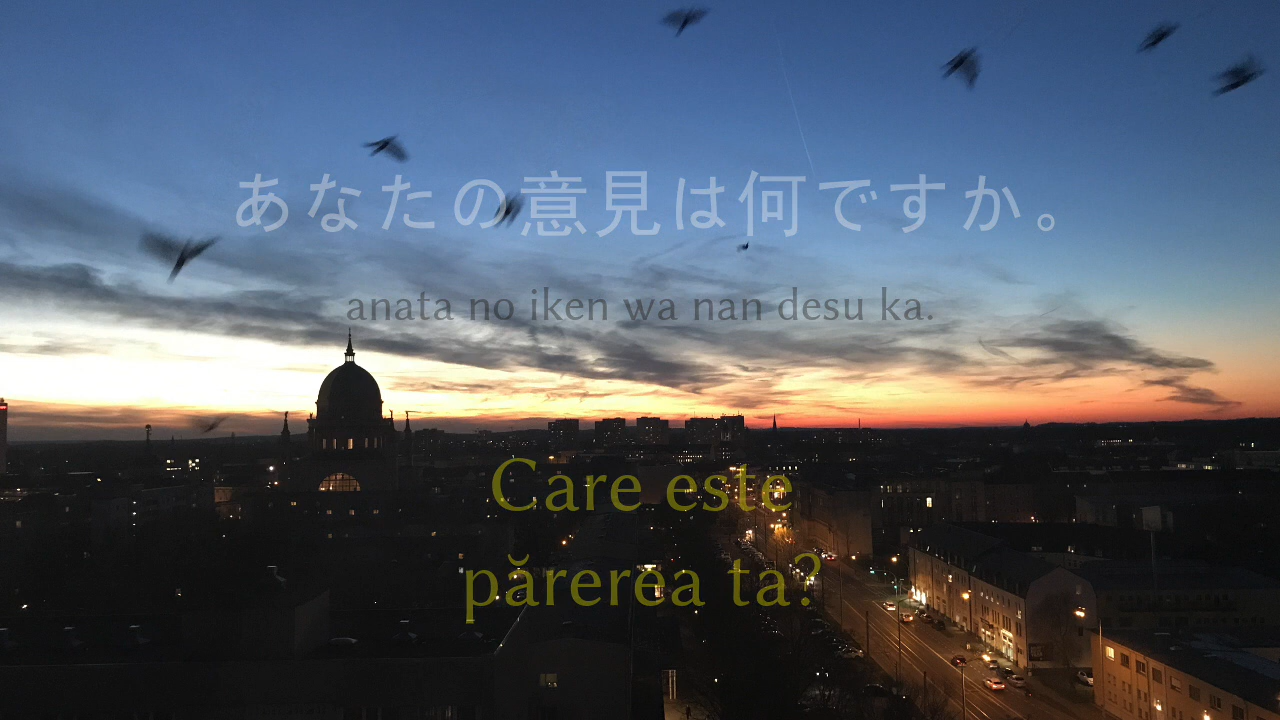 あなたの意見は何ですか。
anata no iken wa nan desu ka.
Care este
părerea ta?